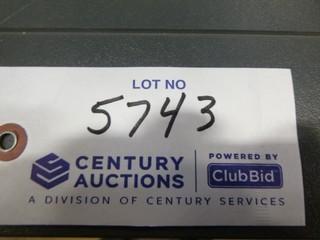 LOT NO
5743
CENTURY AUCTIONS
POWERED BY
ClubBid
A DIVISION OF CENTURY SERVICES